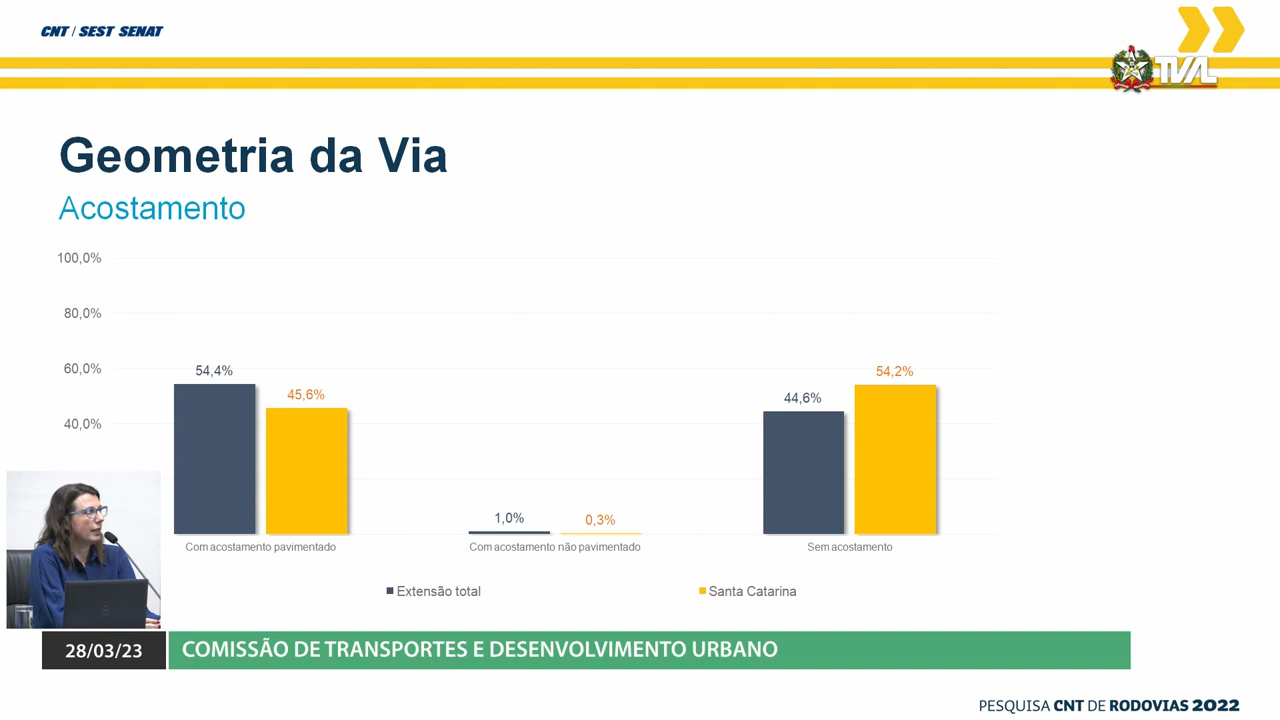 CNT / SEST SENAT
TVAL
Geometria da Via
Acostamento
100,0%
80,0%
60,0%
40,0%
54,4%
45,6%
1,0%
0,3%
44,6%
54,2%
Com acostamento pavimentado
Com acostamento não pavimentado
Sem acostamento
Extensão total
Santa Catarina
28/03/23
COMISSÃO DE TRANSPORTES E DESENVOLVIMENTO URBANO
PESQUISA CNT DE RODOVIAS 2022